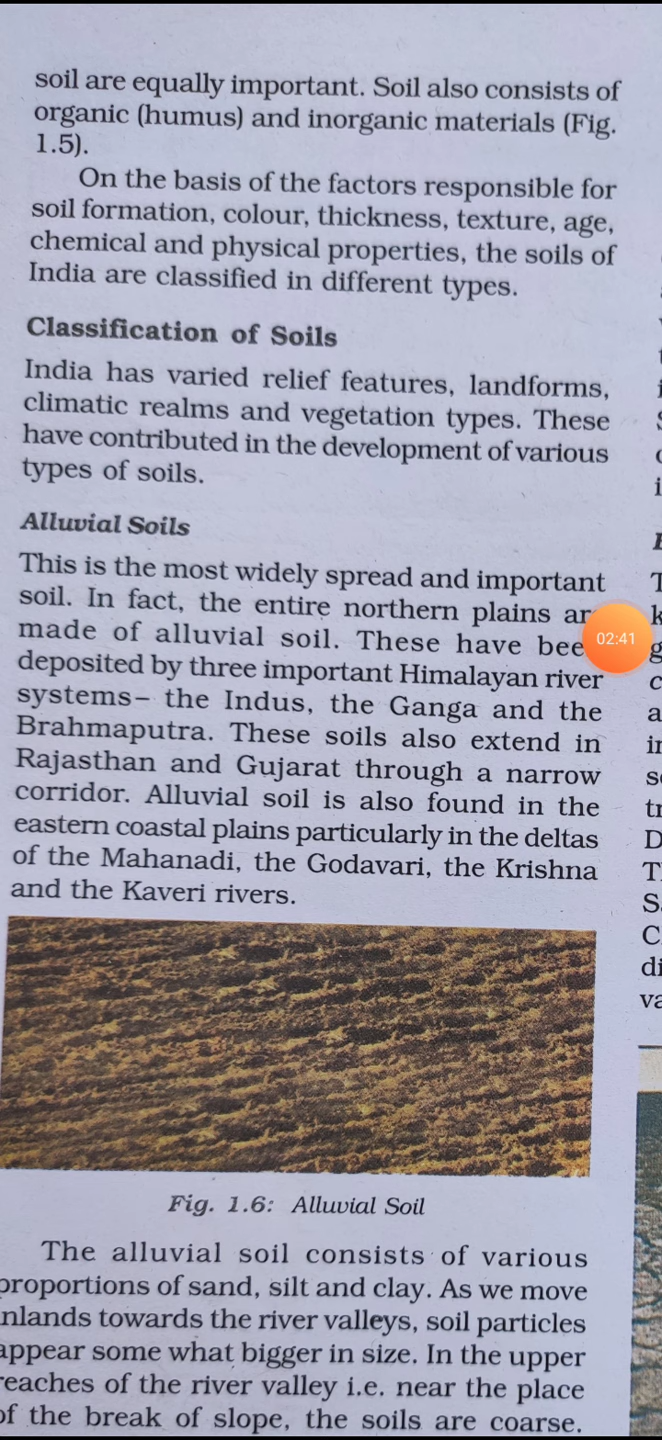 soil are equally important. Soil also consists of
organic (humus) and inorganic materials (Fig.
1.5).
On the basis of the factors responsible for
soil formation, colour, thickness, texture, age,
chemical and physical properties, the soils of
India are classified in different types.
Classification of Soils
India has varied relief features, landforms,
climatic realms and vegetation types. These
have contributed in the development of various
types of soils.
Alluvial Soils
This is the most widely spread and important
soil. In fact, the entire northern plains
made of alluvial soil. These have
deposited by three important Himalayan river
systems– the Indus, the Ganga and the
Brahmaputra. These soils also extend in
Rajasthan and Gujarat through a narrow
corridor. Alluvial soil is also found in the
eastern coastal plains particularly in the deltas
of the Mahanadi, the Godavari, the Krishna
and the Kaveri rivers.
02:41
Fig. 1.6: Alluvial Soil
The alluvial soil consists of various
proportions of sand, silt and clay. As we move
inlands towards the river valleys, soil particles
appear some what bigger in size. In the upper
reaches of the river valley i.e. near the place
of the break of slope, the soils are coarse.